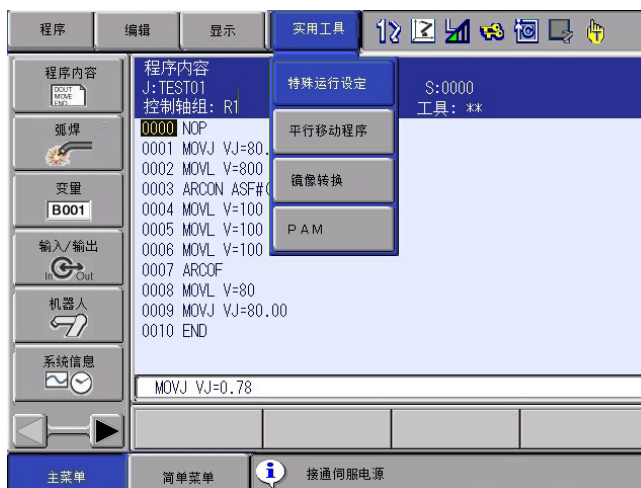 程序 编辑 显示 实用工具
程序内容
弧焊
变量
B001
输入/输出
In Out
机器人
系统信息
程序内容
J:TEST01 S:0000
控制轴组: R1 工具: **
0000 NOP
0001 MOVJ VJ=80.
0002 MOVL V=800
0003 ARCON ASF#(
0004 MOVL V=100
0005 MOVL V=100
0006 MOVL V=100
0007 ARCOF
0008 MOVL V=80
0009 MOVJ VJ=80.00
0010 END
特殊运行设定
平行移动程序
镜像转换
PAM
MOVJ VJ=0.78
主菜单 简单菜单 接通伺服电源